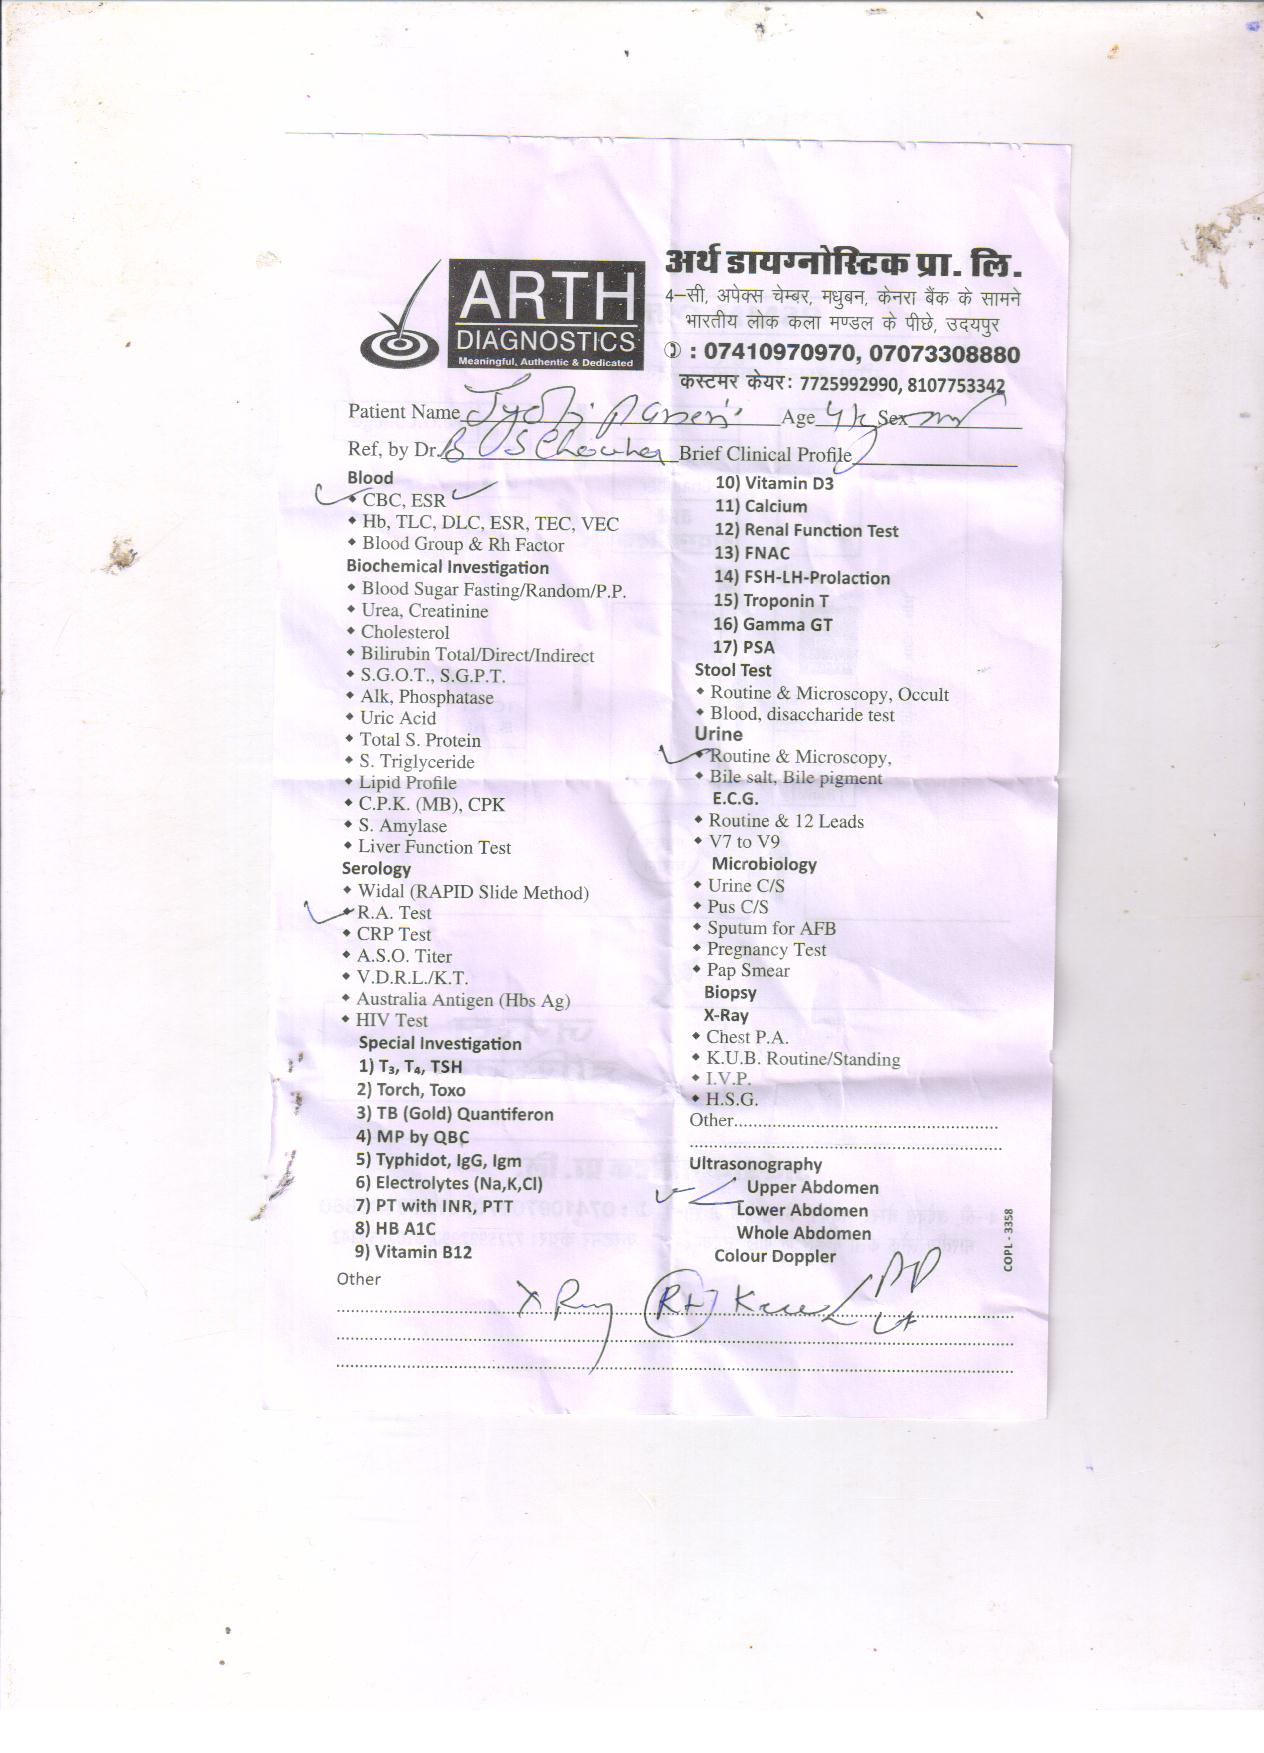 ARTH
DIAGNOSTICS
Meaningful, Authentic & Dedicated
अर्थ डायग्नोस्टिक प्रा. लि.
4–सी, अपेक्स चेम्बर, मधुबन, केनरा बैंक के सामने
भारतीय लोक कला मण्डल के पीछे, उदयपुर
: 07410970970, 07073308880
कस्टमर केयर: 7725992990, 8107753342
Patient Name Jyoti Age Sex
Ref, by Dr. B S Chouhan Brief Clinical Profile
Blood
CBC, ESR
Hb, TLC, DLC, ESR, TEC, VEC
Blood Group & Rh Factor
Biochemical Investigation
Blood Sugar Fasting/Random/P.P.
Urea, Creatinine
Cholesterol
Bilirubin Total/Direct/Indirect
S.G.O.T., S.G.P.T.
Alk, Phosphatase
Uric Acid
Total S. Protein
S. Triglyceride
Lipid Profile
C.P.K. (MB), CPK
S. Amylase
Liver Function Test
Serology
Widal (RAPID Slide Method)
R.A. Test
CRP Test
A.S.O. Titer
V.D.R.L./K.T.
Australia Antigen (Hbs Ag)
HIV Test
Special Investigation
1) T₃, T₄, TSH
2) Torch, Toxo
3) TB (Gold) Quantiferon
4) MP by QBC
5) Typhidot, IgG, Igm
6) Electrolytes (Na,K,Cl)
7) PT with INR, PTT
8) HB A1C
9) Vitamin B12
10) Vitamin D3
11) Calcium
12) Renal Function Test
13) FNAC
14) FSH-LH-Prolaction
15) Troponin T
16) Gamma GT
17) PSA
Stool Test
Routine & Microscopy, Occult
Blood, disaccharide test
Urine
Routine & Microscopy,
Bile salt, Bile pigment
E.C.G.
Routine & 12 Leads
V7 to V9
Microbiology
Urine C/S
Pus C/S
Sputum for AFB
Pregnancy Test
Pap Smear
Biopsy
X-Ray
Chest P.A.
K.U.B. Routine/Standing
I.V.P.
H.S.G.
Other
Ultrasonography
Upper Abdomen
Lower Abdomen
Whole Abdomen
Colour Doppler
COPL - 3358
Other
X Ray Rt Knee AP